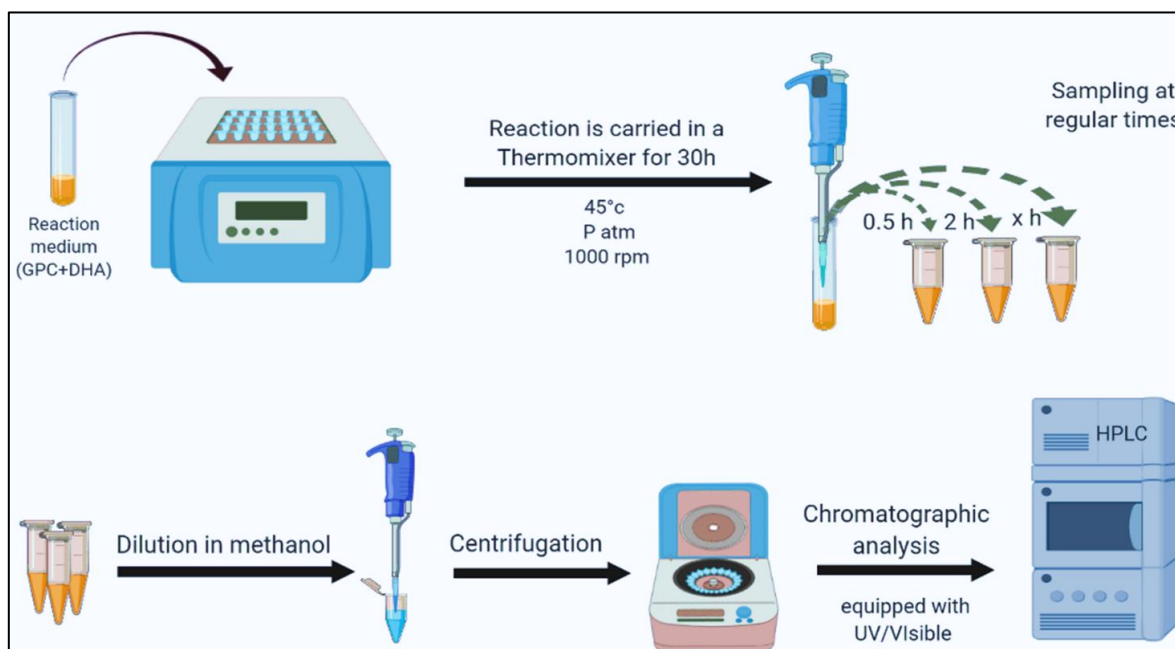 Reaction
medium
(GPC+DHA)
Reaction is carried in a
Thermomixer for 30h
45°c
P atm
1000 rpm
Sampling at
regular times
0.5 h
2 h
x h
Dilution in methanol
Centrifugation
Chromatographic
analysis
equipped with
UV/VIsible
HPLC